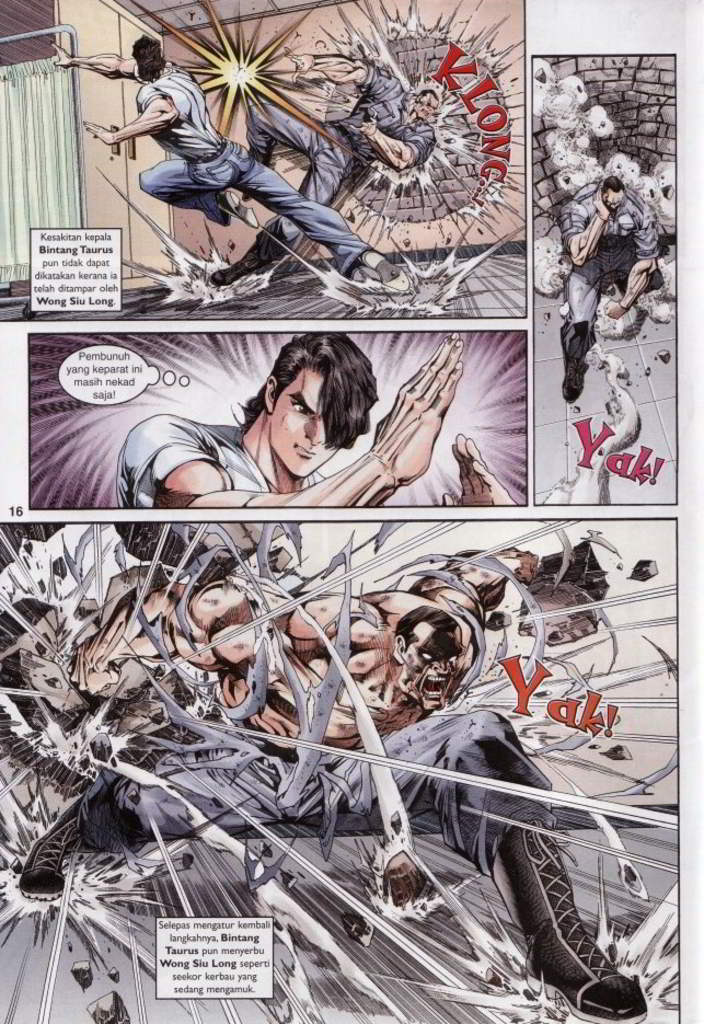 KLONG...
Kesakitan kepala
Bintang Taurus
pun tidak dapat
dikatakan kerana ia
telah ditampar oleh
Wong Siu Long.
Yak!
Pembunuh
yang keparat ini
masih nekad
saja!
16
Yak!
Selepas mengatur kembali
langkahnya, Bintang
Taurus pun menyerbu
Wong Siu Long seperti
seekor kerbau yang
sedang mengamuk.